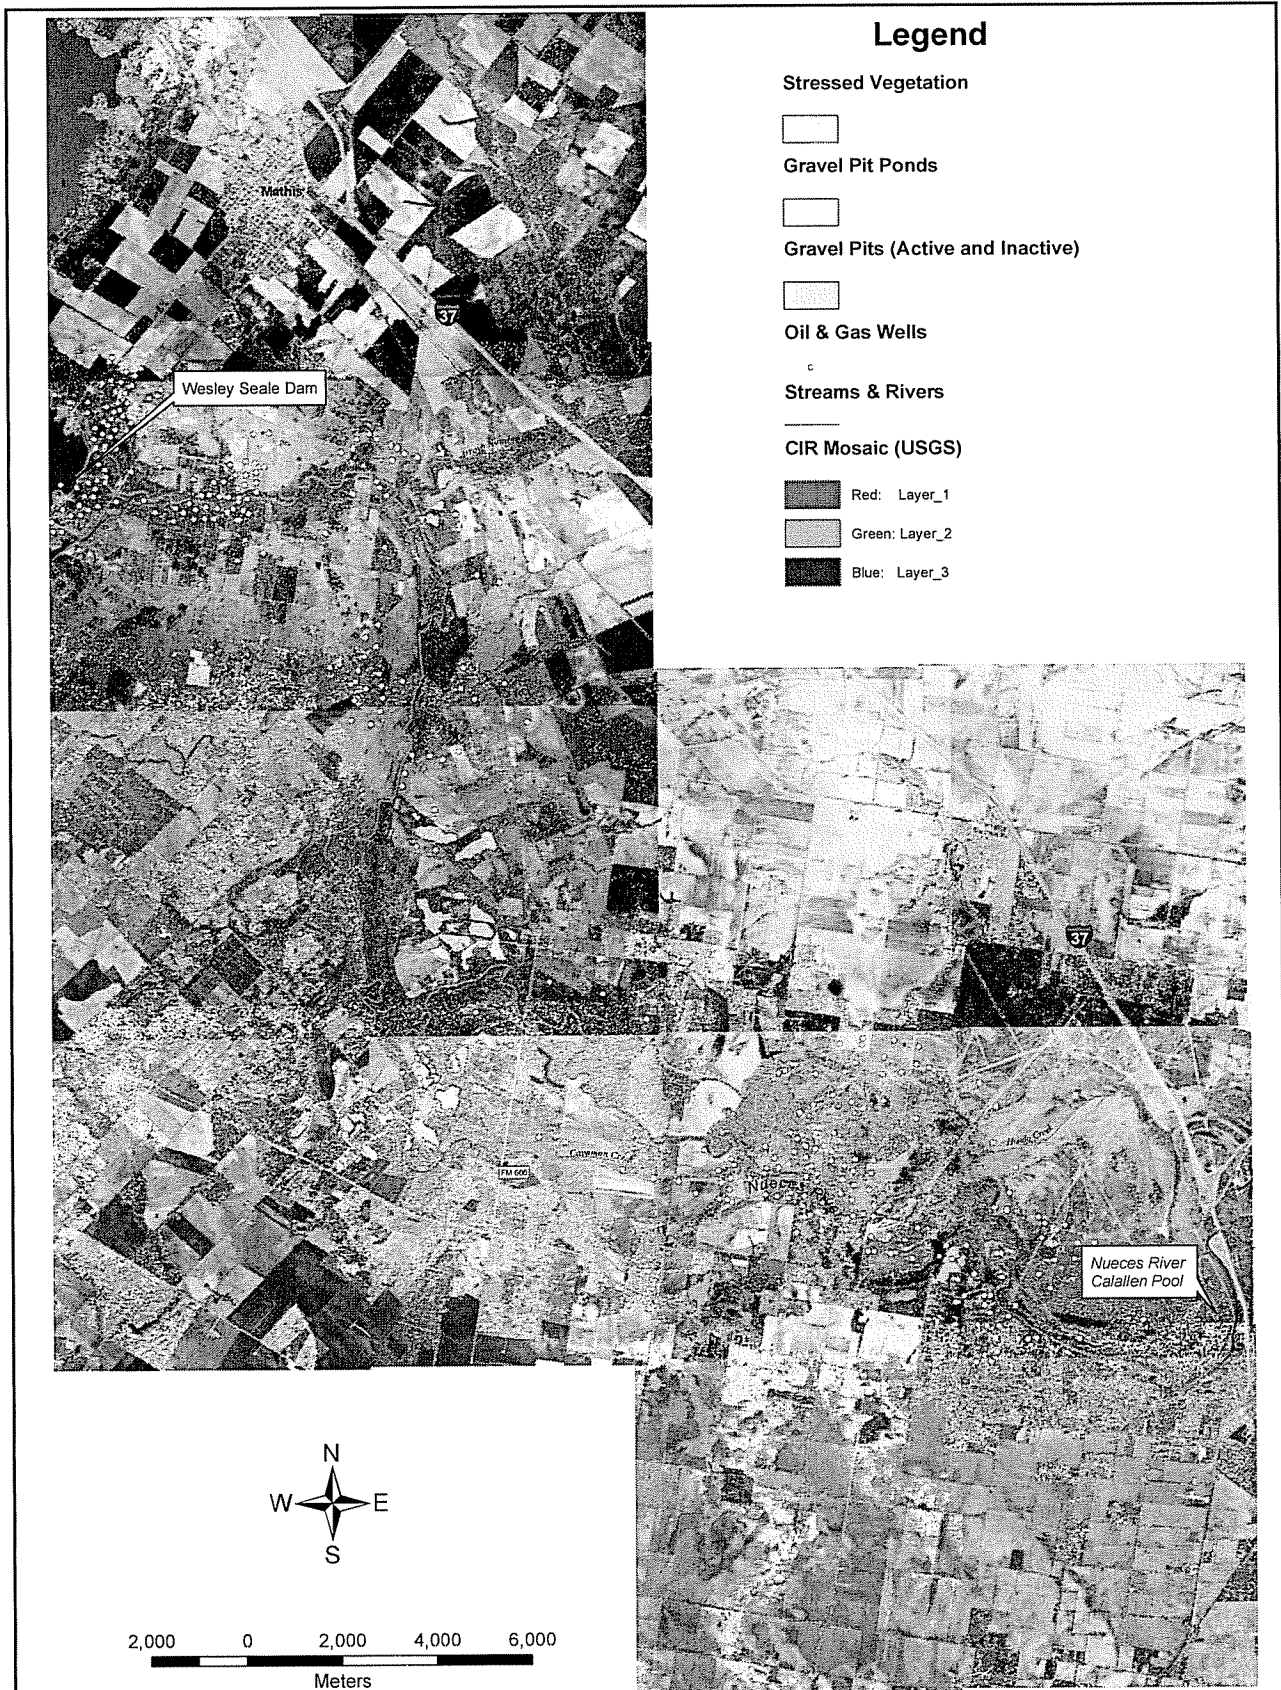 Legend
Stressed Vegetation
Gravel Pit Ponds
Gravel Pits (Active and Inactive)
Oil & Gas Wells
c
Streams & Rivers
CIR Mosaic (USGS)
Red: Layer_1
Green: Layer_2
Blue: Layer_3
Mathis
37
Wesley Seale Dam
37
Creek
FM 666
Nueces
Nueces River
Calallen Pool
N
W E
S
2,000 0 2,000 4,000 6,000
Meters